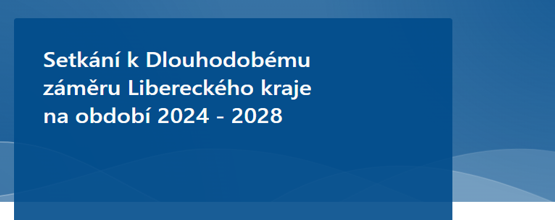 Setkání k Dlouhodobému
záměru Libereckého kraje
na období 2024 - 2028